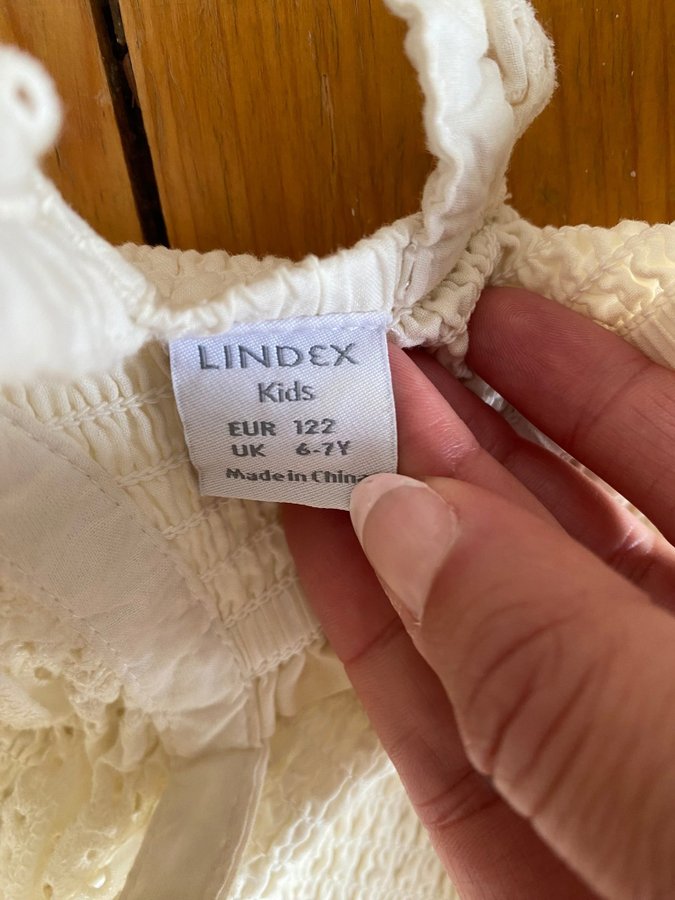 LINDEX
Kids
EUR 122
UK 6-7Y
Made in China